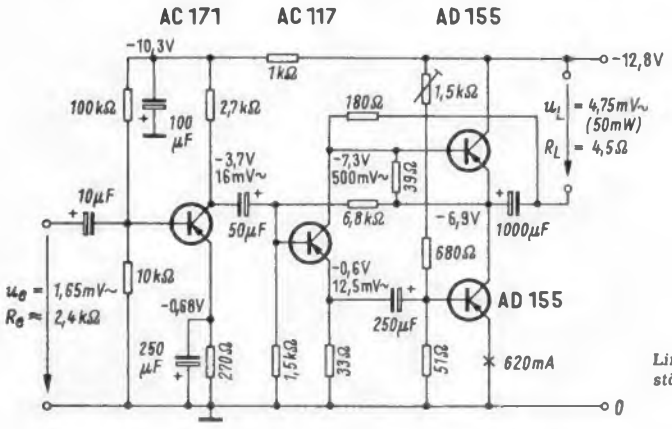 AC 171
AC 117
AD 155
-10,3V
-12,8V
1kΩ
100kΩ
+
100
µF
2,7kΩ
180Ω
1,5kΩ
u_L = 4,75mV~
(50mW)
R_L = 4,5Ω
-3,7V
16mV~
+
50µF
-7,3V
500mV~
39Ω
6,8kΩ
-6,9V
+
1000µF
10µF
+
10kΩ
u_e = 1,65mV~
R_e ≈ 2,4kΩ
-0,68V
250
µF
+
270Ω
1,5kΩ
-0,6V
12,5mV~
33Ω
+
250µF
680Ω
51Ω
AD 155
620mA
0
Lin
stö